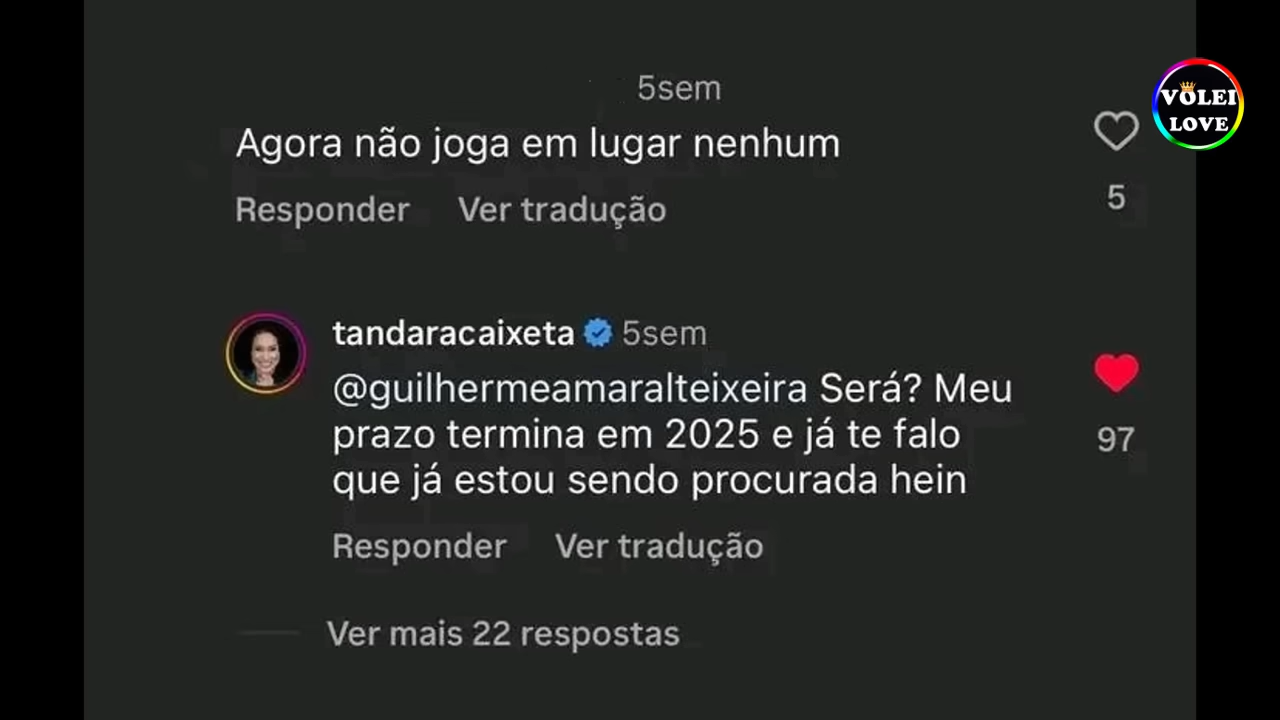 5sem
VÔLEI
LOVE
Agora não joga em lugar nenhum
5
Responder Ver tradução
tandaracaixeta 5sem
@guilhermeamaralteixeira Será? Meu
prazo termina em 2025 e já te falo
que já estou sendo procurada hein
97
Responder Ver tradução
Ver mais 22 respostas